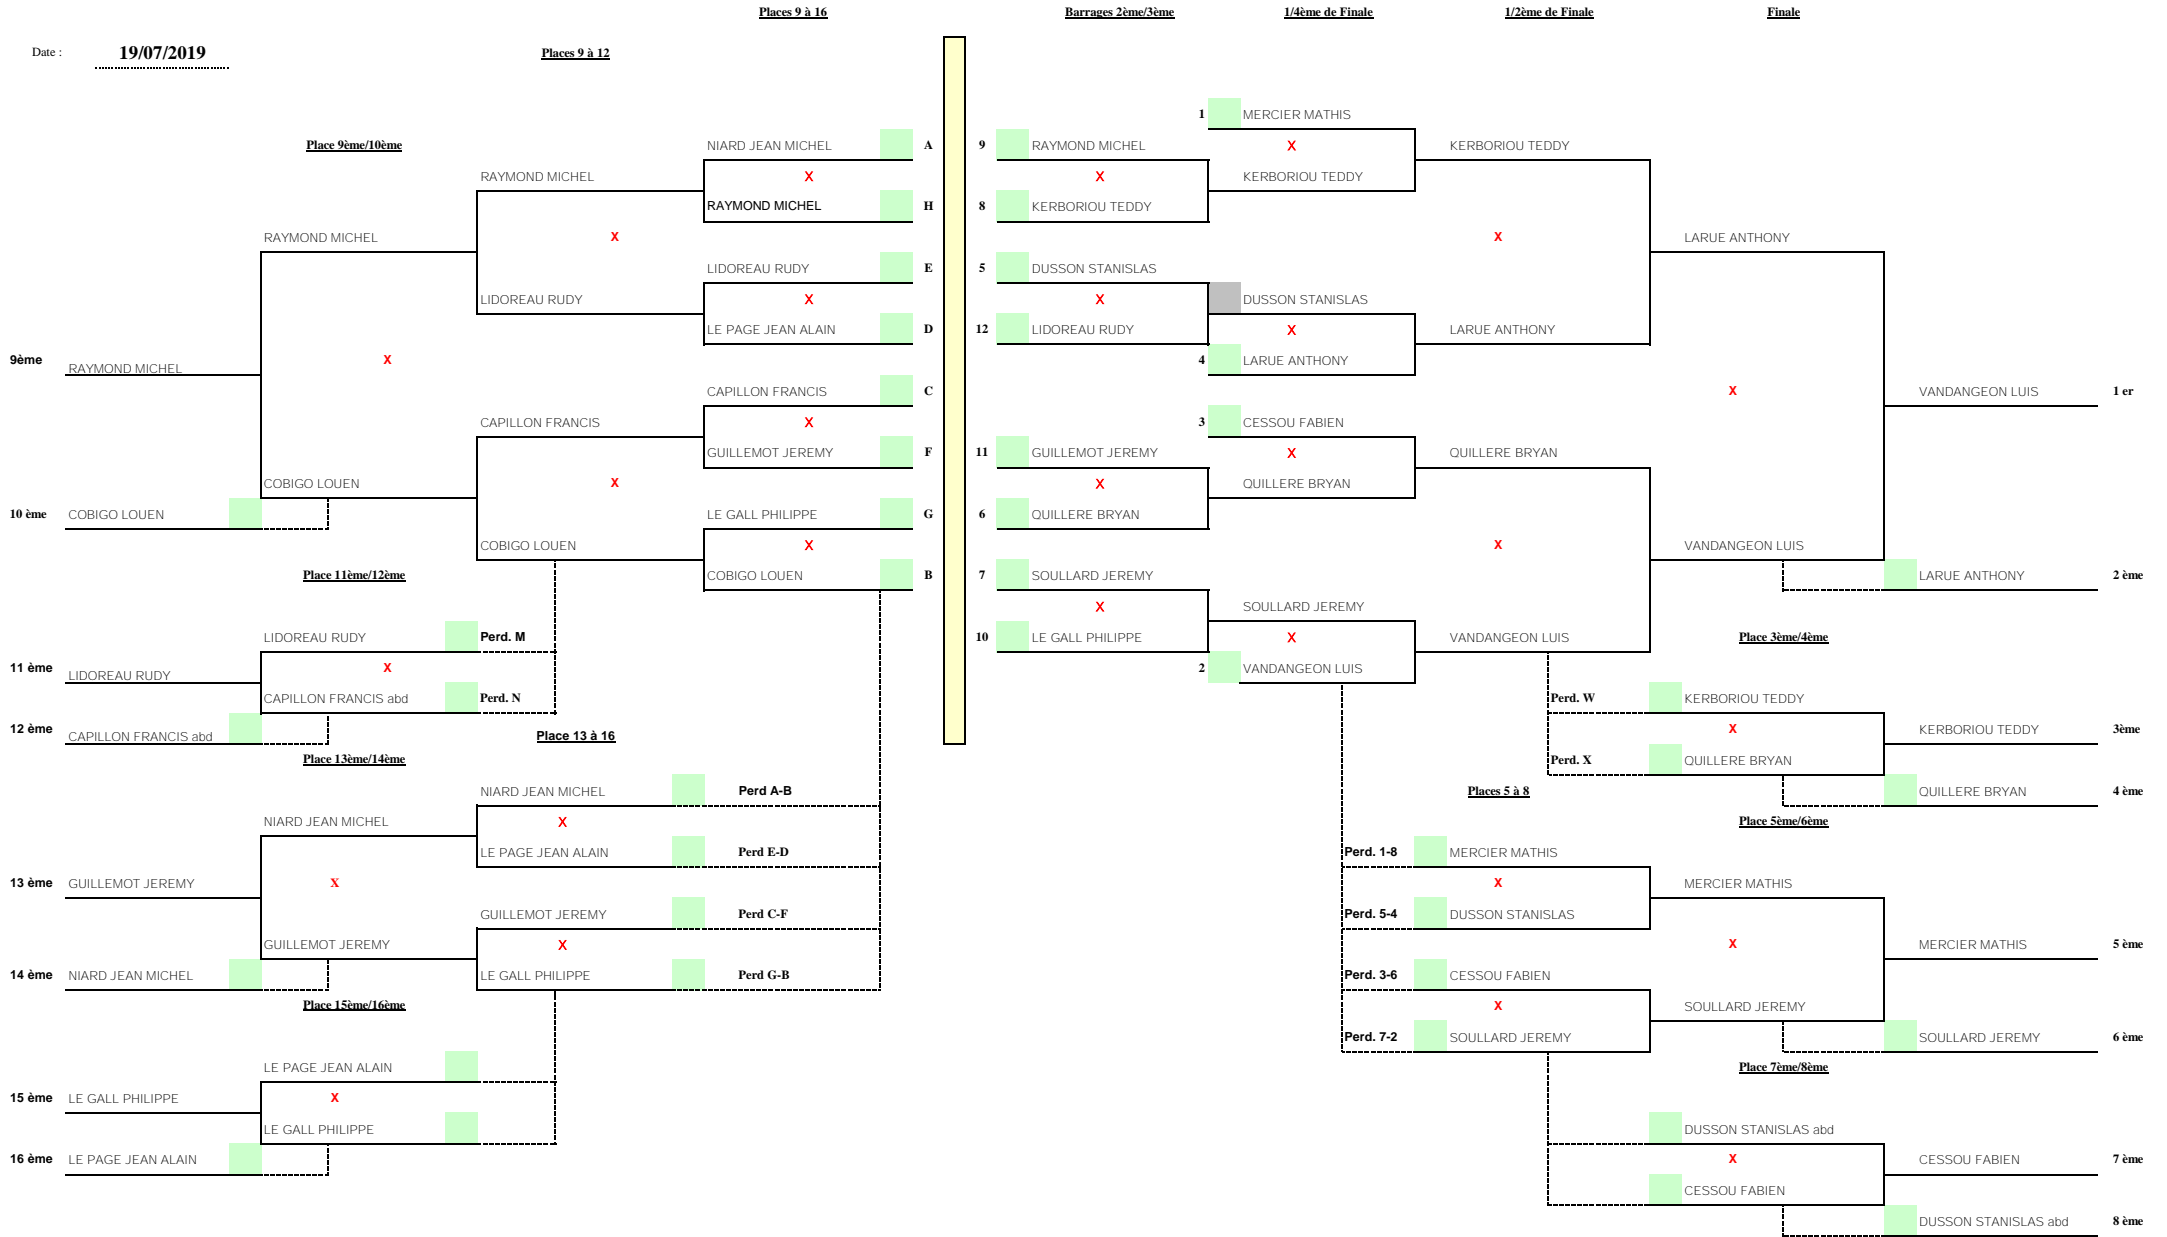 Places 9 à 16
Barrages 2ème/3ème
1/4ème de Finale
1/2ème de Finale
Finale
Date :
19/07/2019
Places 9 à 12
Place 9ème/10ème
NIARD JEAN MICHEL
A
X
RAYMOND MICHEL
RAYMOND MICHEL
H
RAYMOND MICHEL
X
LIDOREAU RUDY
E
LIDOREAU RUDY
X
LE PAGE JEAN ALAIN
D
9ème
RAYMOND MICHEL
X
CAPILLON FRANCIS
C
CAPILLON FRANCIS
X
GUILLEMOT JEREMY
F
COBIGO LOUEN
X
10 ème
COBIGO LOUEN
LE GALL PHILIPPE
G
COBIGO LOUEN
X
COBIGO LOUEN
B
Place 11ème/12ème
LIDOREAU RUDY
Perd. M
11 ème
LIDOREAU RUDY
X
CAPILLON FRANCIS abd
Perd. N
12 ème
CAPILLON FRANCIS abd
Place 13 à 16
Place 13ème/14ème
NIARD JEAN MICHEL
Perd A-B
NIARD JEAN MICHEL
X
LE PAGE JEAN ALAIN
Perd E-D
13 ème
GUILLEMOT JEREMY
X
GUILLEMOT JEREMY
Perd C-F
GUILLEMOT JEREMY
X
14 ème
NIARD JEAN MICHEL
LE GALL PHILIPPE
Perd G-B
Place 15ème/16ème
LE PAGE JEAN ALAIN
15 ème
LE GALL PHILIPPE
X
LE GALL PHILIPPE
16 ème
LE PAGE JEAN ALAIN
1
MERCIER MATHIS
9
RAYMOND MICHEL
X
KERBORIOU TEDDY
X
KERBORIOU TEDDY
8
KERBORIOU TEDDY
X
LARUE ANTHONY
5
DUSSON STANISLAS
X
DUSSON STANISLAS
12
LIDOREAU RUDY
X
LARUE ANTHONY
4
LARUE ANTHONY
X
VANDANGEON LUIS
1 er
3
CESSOU FABIEN
11
GUILLEMOT JEREMY
X
QUILLERE BRYAN
X
QUILLERE BRYAN
6
QUILLERE BRYAN
X
VANDANGEON LUIS
7
SOULLARD JEREMY
LARUE ANTHONY
2 ème
X
SOULLARD JEREMY
10
LE GALL PHILIPPE
X
VANDANGEON LUIS
Place 3ème/4ème
2
VANDANGEON LUIS
Perd. W
KERBORIOU TEDDY
X
KERBORIOU TEDDY
3ème
Perd. X
QUILLERE BRYAN
Places 5 à 8
QUILLERE BRYAN
4 ème
Place 5ème/6ème
Perd. 1-8
MERCIER MATHIS
X
MERCIER MATHIS
Perd. 5-4
DUSSON STANISLAS
X
MERCIER MATHIS
5 ème
Perd. 3-6
CESSOU FABIEN
X
SOULLARD JEREMY
Perd. 7-2
SOULLARD JEREMY
SOULLARD JEREMY
6 ème
Place 7ème/8ème
DUSSON STANISLAS abd
X
CESSOU FABIEN
7 ème
CESSOU FABIEN
DUSSON STANISLAS abd
8 ème